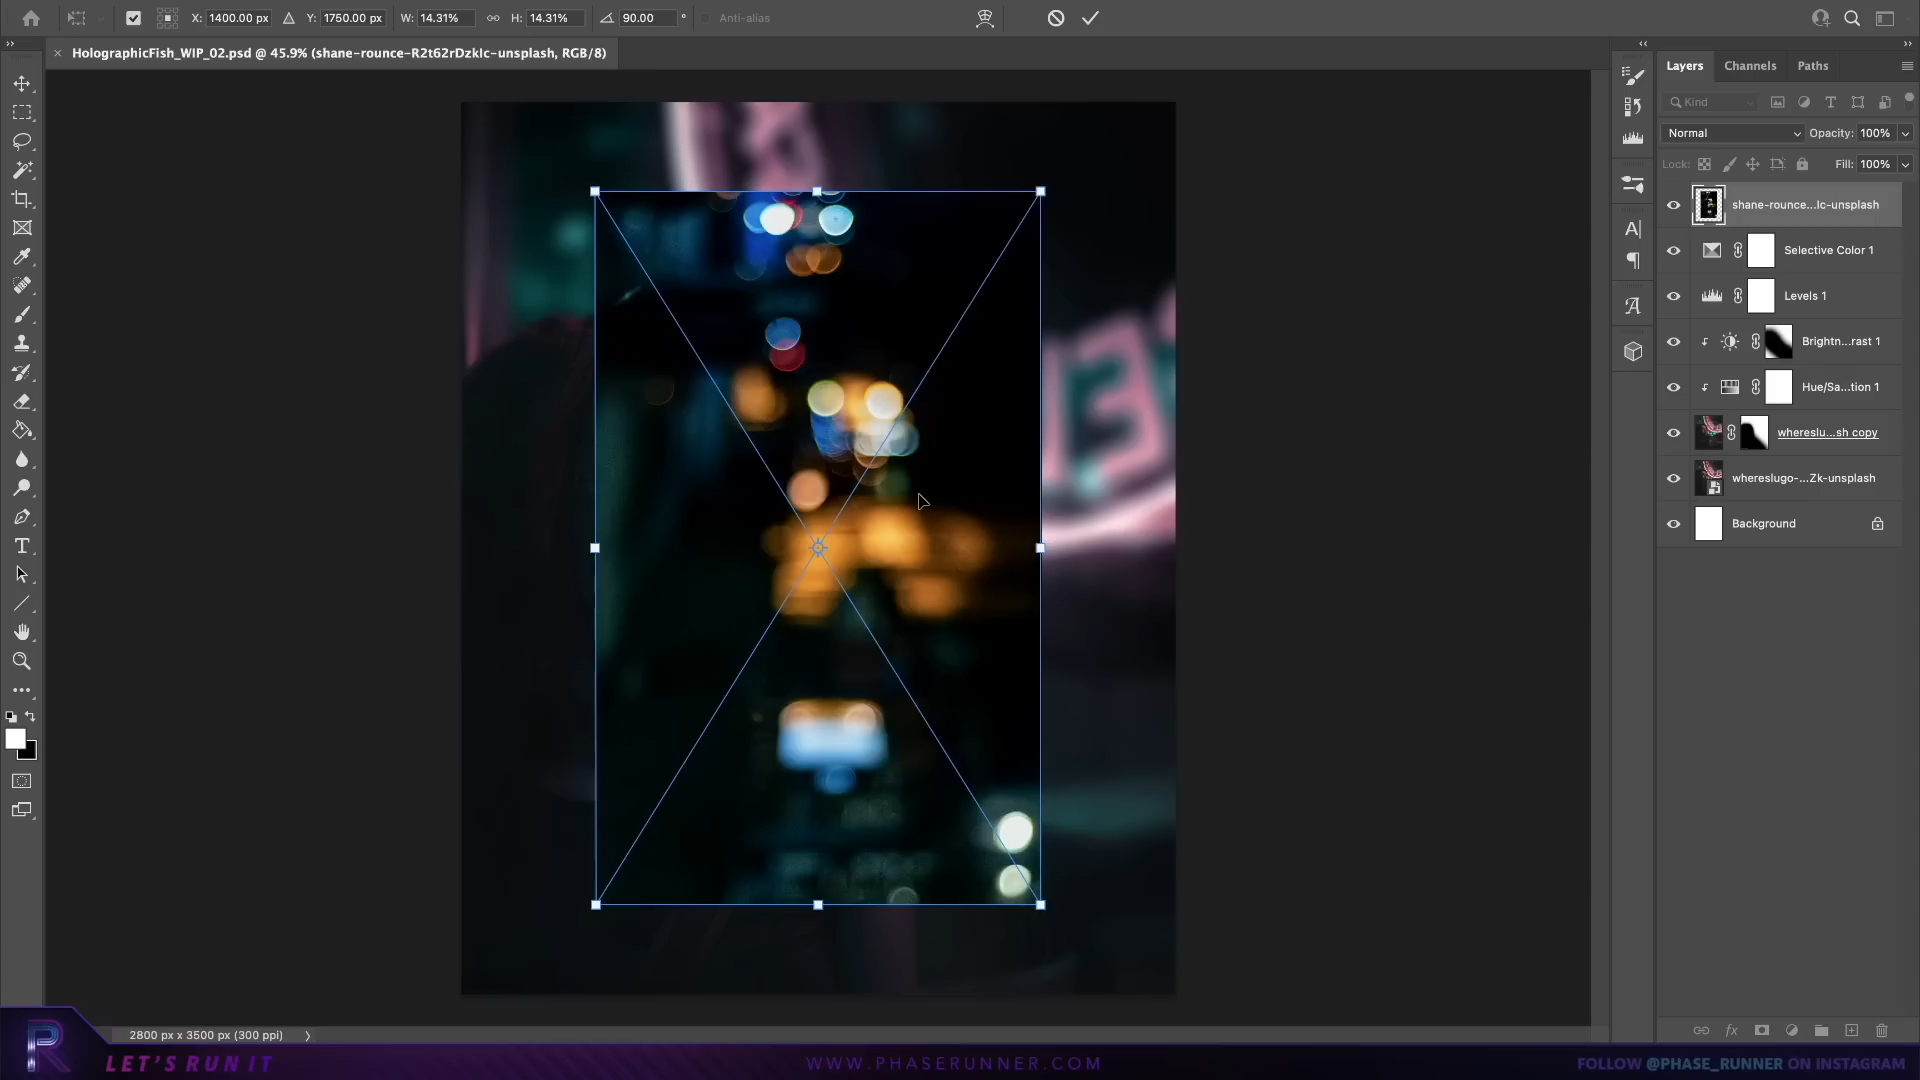 X: 1400.00 px Y: 1750.00 px W: 14.31% H: 14.31% 90.00 ° Anti-alias
HolographicFish_WIP_02.psd @ 45.9% (shane-rounce-R2t62rDzkIc-unsplash, RGB/8)
Layers Channels Paths
Kind
Normal Opacity: 100%
Lock: Fill: 100%
shane-rounce...Ic-unsplash
Selective Color 1
Levels 1
Brightn...rast 1
Hue/Sa...tion 1
whereslu...sh copy
whereslugo-...Zk-unsplash
Background
2800 px x 3500 px (300 ppi)
LET'S RUN IT
WWW.PHASERUNNER.COM
FOLLOW @PHASE_RUNNER ON INSTAGRAM